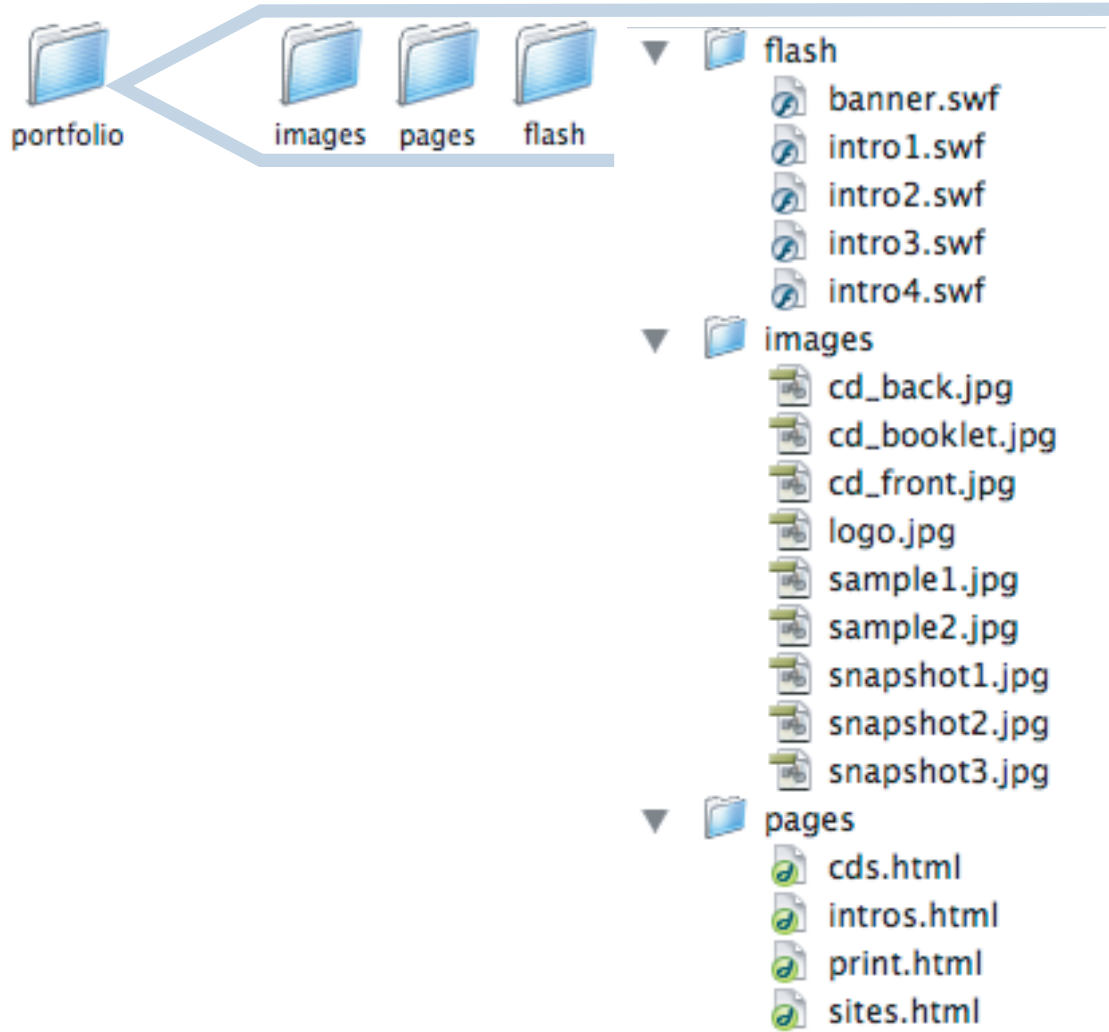 portfolio
images
pages
flash
flash
banner.swf
intro1.swf
intro2.swf
intro3.swf
intro4.swf
images
cd_back.jpg
cd_booklet.jpg
cd_front.jpg
logo.jpg
sample1.jpg
sample2.jpg
snapshot1.jpg
snapshot2.jpg
snapshot3.jpg
pages
cds.html
intros.html
print.html
sites.html